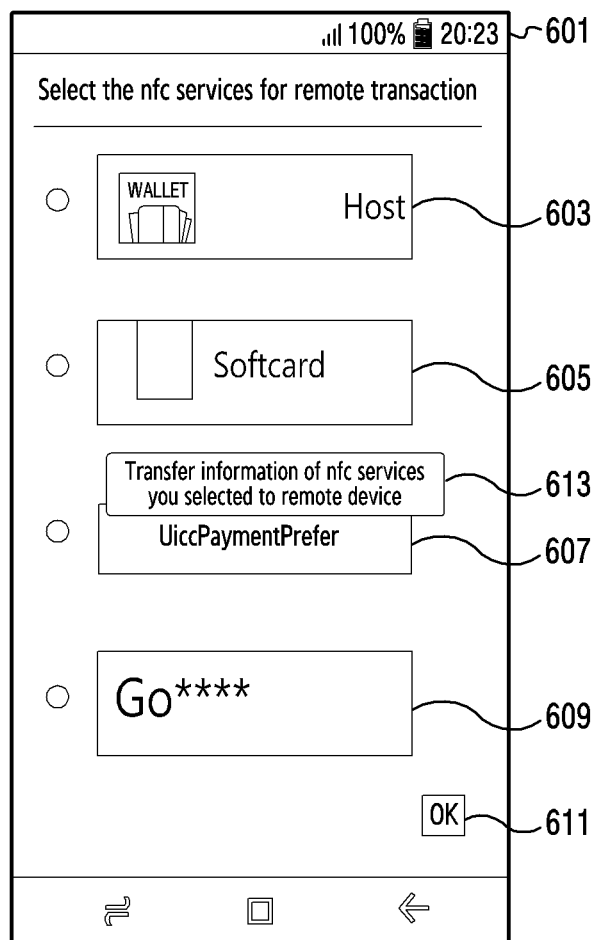 100% 20:23
601
Select the nfc services for remote transaction
WALLET
Host
603
Softcard
605
Transfer information of nfc services
you selected to remote device
613
UiccPaymentPrefer
607
Go****
609
OK
611